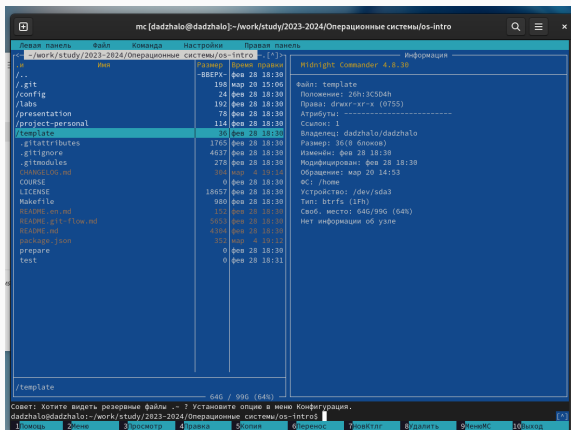 mc [dadzhalo@dadzhalo]:~/work/study/2023-2024/Операционные системы/os-intro
Левая панель Файл Команда Настройки Правая панель
<─ ~/work/study/2023-2024/Операционные системы/os-intro ─.[^]>
.и Имя Размер Время правки
/.. -ВВЕРХ- фев 28 18:30
/.git 198 мар 20 15:06
/config 24 фев 28 18:30
/labs 192 фев 28 18:30
/presentation 78 фев 28 18:30
/project-personal 114 фев 28 18:30
/template 36 фев 28 18:30
.gitattributes 1765 фев 28 18:30
.gitignore 4637 фев 28 18:30
.gitmodules 278 фев 28 18:30
CHANGELOG.md 304 мар 4 19:14
COURSE 0 фев 28 18:30
LICENSE 18657 фев 28 18:30
Makefile 980 фев 28 18:30
README.en.md 152 фев 28 18:30
README.git-flow.md 5653 фев 28 18:30
README.md 4304 фев 28 18:30
package.json 352 мар 4 19:12
prepare 0 фев 28 18:30
test 0 фев 28 18:31
/template
64G / 99G (64%)
Информация
Midnight Commander 4.8.30
Файл: template
Положение: 26h:3C5D4h
Права: drwxr-xr-x (0755)
Атрибуты: ------------------------
Ссылок: 1
Владелец: dadzhalo/dadzhalo
Размер: 36(0 блоков)
Изменён: фев 28 18:30
Модифицирован: фев 28 18:30
Обращение: мар 20 14:53
ФС: /home
Устройство: /dev/sda3
Тип: btrfs (1Fh)
Своб. место: 64G/99G (64%)
Нет информации об узле
Совет: Хотите видеть резервные файлы .~ ? Установите опцию в меню Конфигурация.
dadzhalo@dadzhalo:~/work/study/2023-2024/Операционные системы/os-intro$ [^]
1Помощь 2Меню 3Просмотр 4Правка 5Копия 6Перенос 7НовКтлг 8Удалить 9МенюMC 10Выход